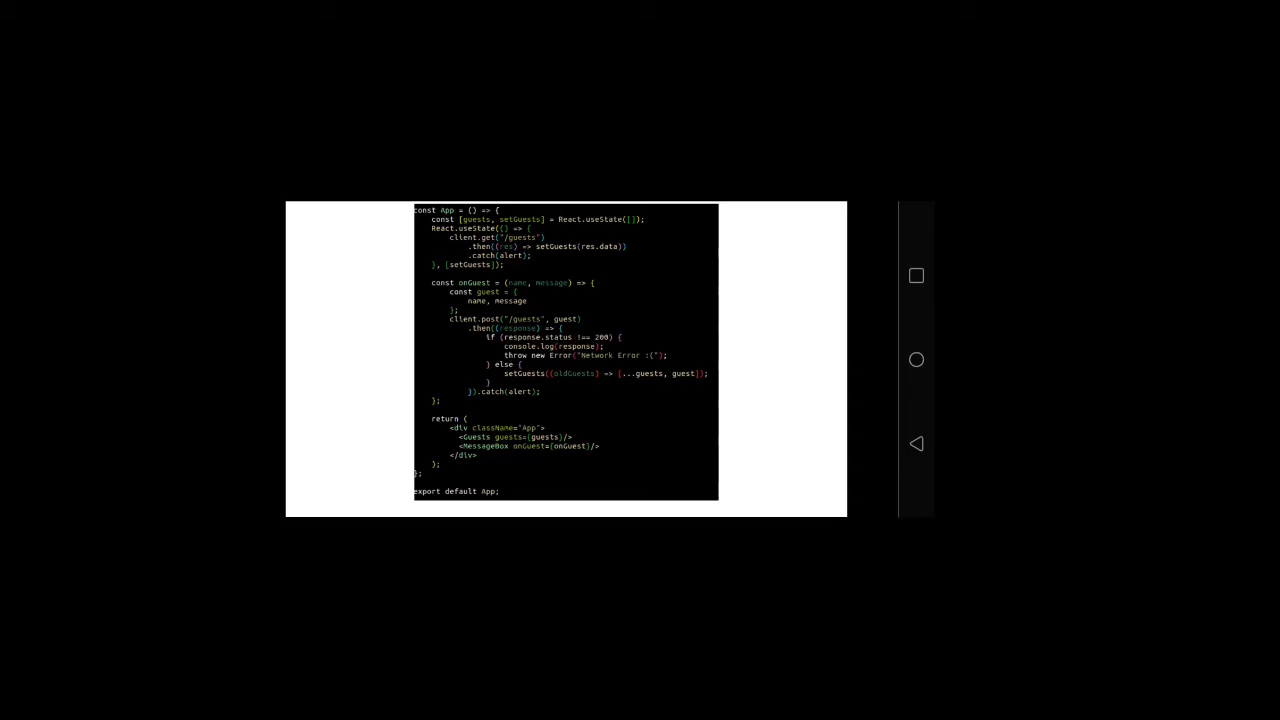 const App = () => {
const [guests, setGuests] = React.useState([]);
React.useState(() => {
client.get("/guests")
.then((res) => setGuests(res.data))
.catch(alert);
}, [setGuests]);
const onGuest = (name, message) => {
const guest = {
name, message
};
client.post("/guests", guest)
.then((response) => {
if (response.status !== 200) {
console.log(response);
throw new Error("Network Error :(");
} else {
setGuests((oldGuests) => [...guests, guest]);
}
}).catch(alert);
};
return (
<div className="App">
<Guests guests={guests}/>
<MessageBox onGuest={onGuest}/>
</div>
);
};
export default App;